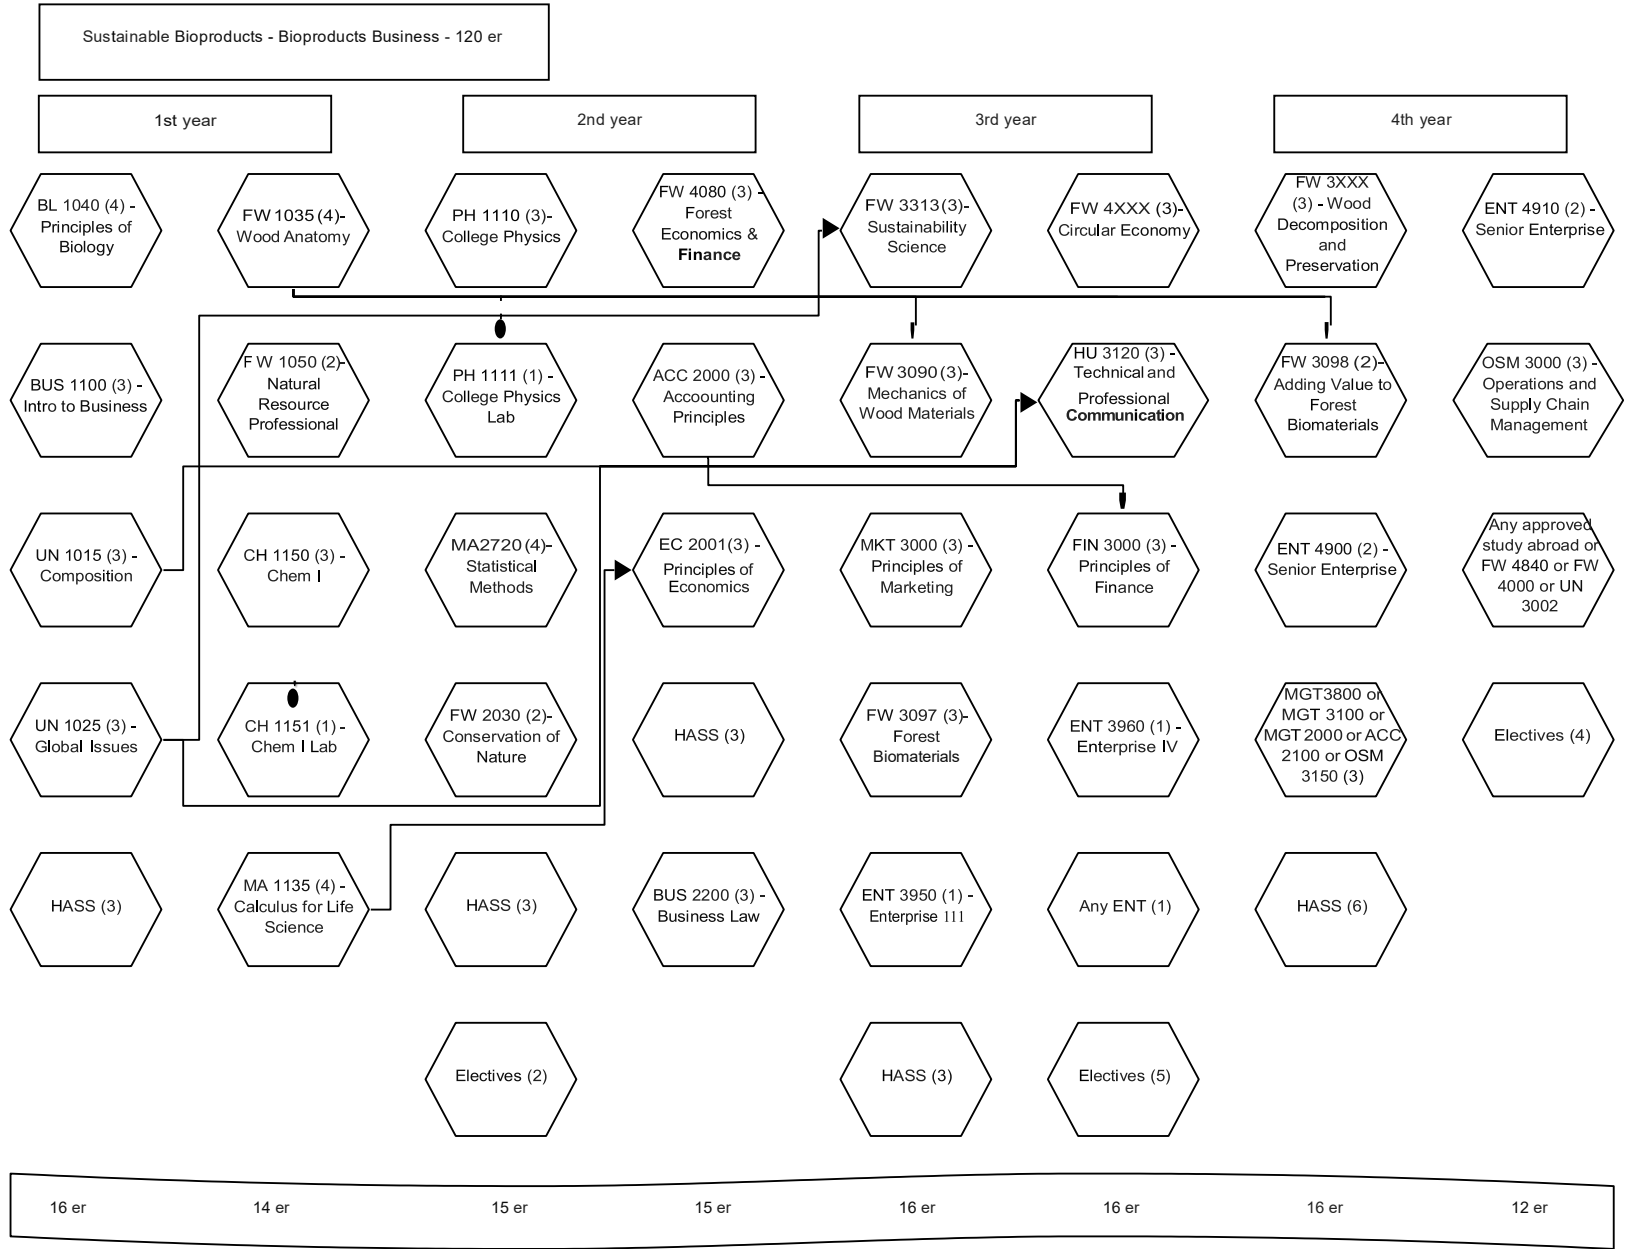 Sustainable Bioproducts - Bioproducts Business - 120 er
1st year
2nd year
3rd year
4th year
BL 1040 (4) -
Principles of
Biology
FW 1035 (4)-
Wood Anatomy
PH 1110 (3)-
College Physics
FW 4080 (3) -
Forest
Economics &
Finance
FW 3313(3)-
Sustainability
Science
FW 4XXX (3)-
Circular Economy
FW 3XXX
(3) - Wood
Decomposition
and
Preservation
ENT 4910 (2) -
Senior Enterprise
BUS 1100 (3) -
Intro to Business
F W 1050 (2)-
Natural
Resource
Professional
PH 1111 (1) -
College Physics
Lab
ACC 2000 (3) -
Accoounting
Principles
FW 3090(3)-
Mechanics of
Wood Materials
HU 3120 (3) -
Technical and
Professional
Communication
FW 3098 (2)-
Adding Value to
Forest
Biomaterials
OSM 3000 (3) -
Operations and
Supply Chain
Management
UN 1015 (3) -
Composition
CH 1150 (3) -
Chem I
MA2720 (4)-
Statistical
Methods
EC 2001(3) -
Principles of
Economics
MKT 3000 (3) -
Principles of
Marketing
FIN 3000 (3) -
Principles of
Finance
ENT 4900 (2) -
Senior Enterprise
Any approved
study abroad or
FW 4840 or FW
4000 or UN
3002
UN 1025 (3) -
Global Issues
CH 1151 (1) -
Chem I Lab
FW 2030 (2)-
Conservation of
Nature
HASS (3)
FW 3097 (3)-
Forest
Biomaterials
ENT 3960 (1) -
Enterprise IV
MGT3800 or
MGT 3100 or
MGT 2000 or ACC
2100 or OSM
3150 (3)
Electives (4)
HASS (3)
MA 1135 (4) -
Calculus for Life
Science
HASS (3)
BUS 2200 (3) -
Business Law
ENT 3950 (1) -
Enterprise 111
Any ENT (1)
HASS (6)
Electives (2)
HASS (3)
Electives (5)
16 er
14 er
15 er
15 er
16 er
16 er
16 er
12 er